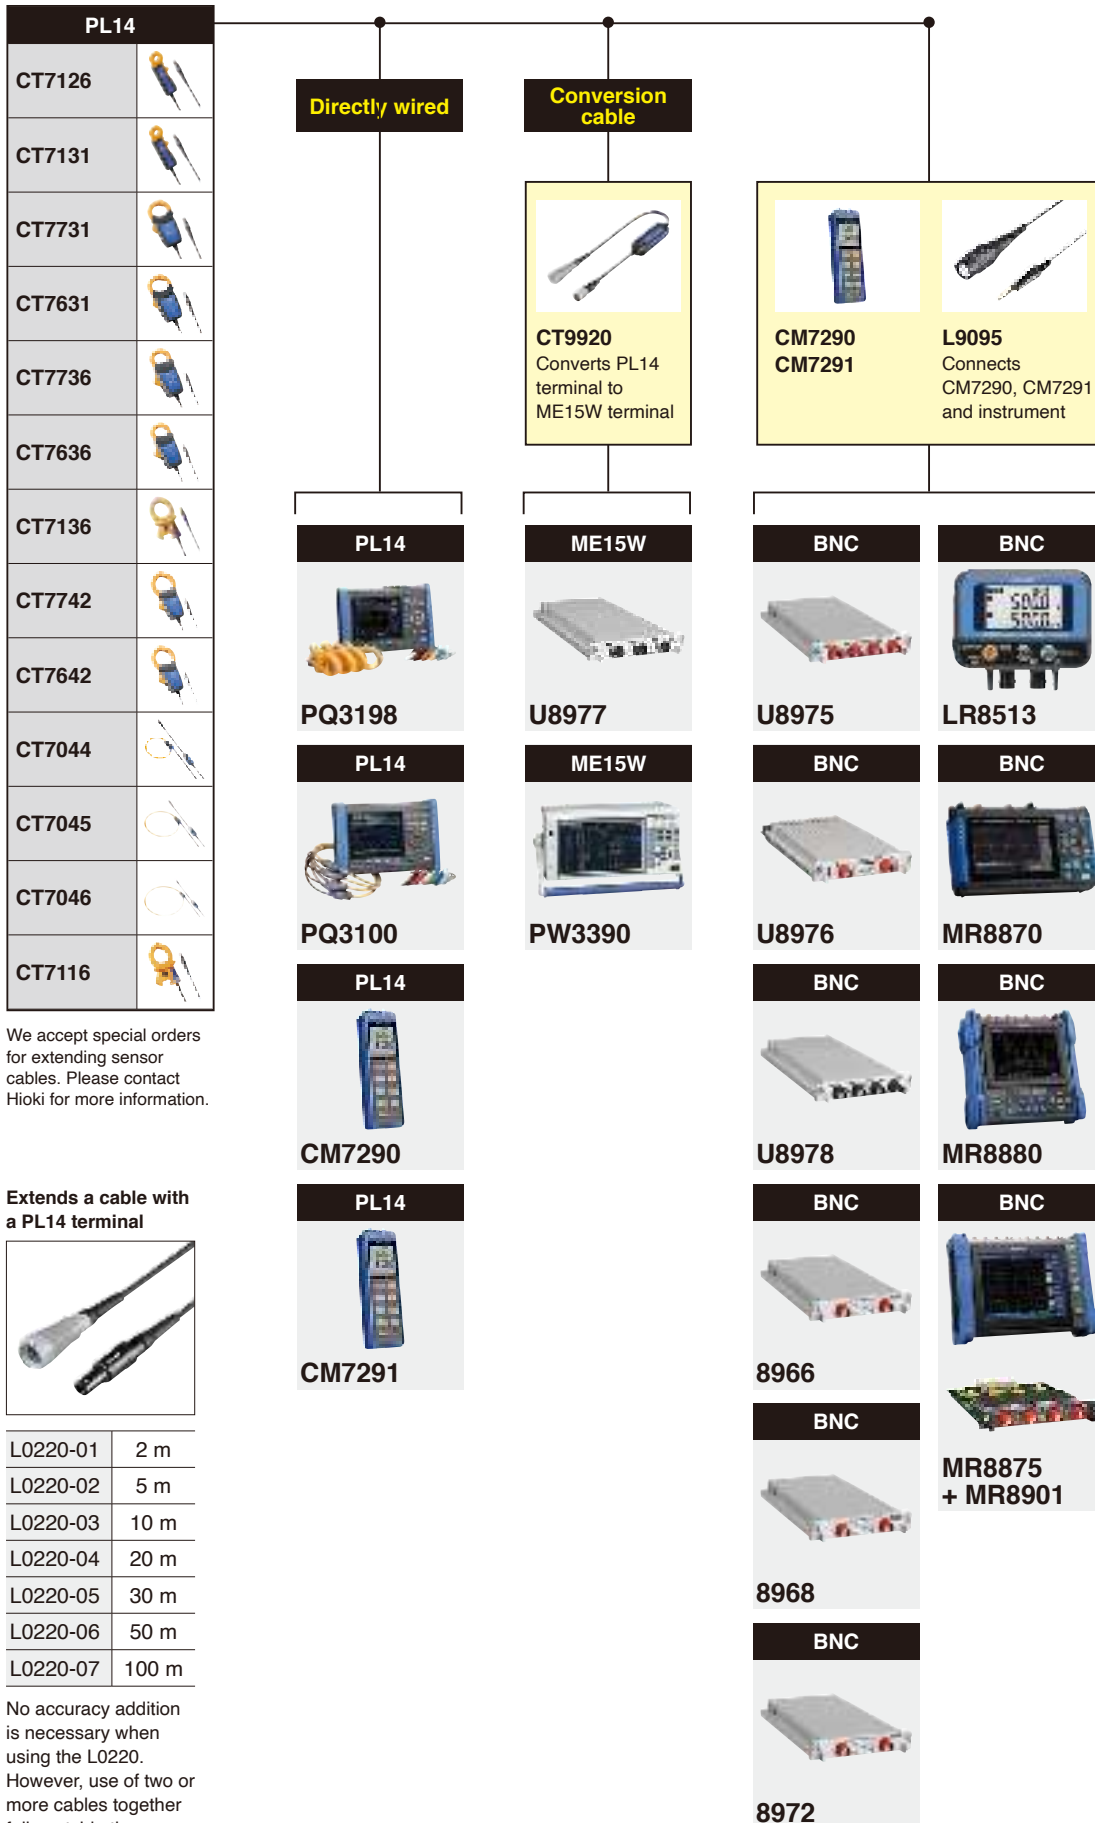 PL14
CT7126
CT7131
CT7731
CT7631
CT7736
CT7636
CT7136
CT7742
CT7642
CT7044
CT7045
CT7046
CT7116
We accept special orders
for extending sensor
cables. Please contact
Hioki for more information.
Extends a cable with
a PL14 terminal
L0220-01 2 m
L0220-02 5 m
L0220-03 10 m
L0220-04 20 m
L0220-05 30 m
L0220-06 50 m
L0220-07 100 m
No accuracy addition
is necessary when
using the L0220.
However, use of two or
more cables together
Directly wired
PL14
PQ3198
PL14
PQ3100
PL14
CM7290
PL14
CM7291
Conversion
cable
CT9920
Converts PL14
terminal to
ME15W terminal
ME15W
U8977
ME15W
PW3390
CM7290
CM7291
L9095
Connects
CM7290, CM7291
and instrument
BNC
U8975
BNC
U8976
BNC
U8978
BNC
8966
BNC
8968
BNC
8972
BNC
LR8513
BNC
MR8870
BNC
MR8880
BNC
MR8875
+ MR8901